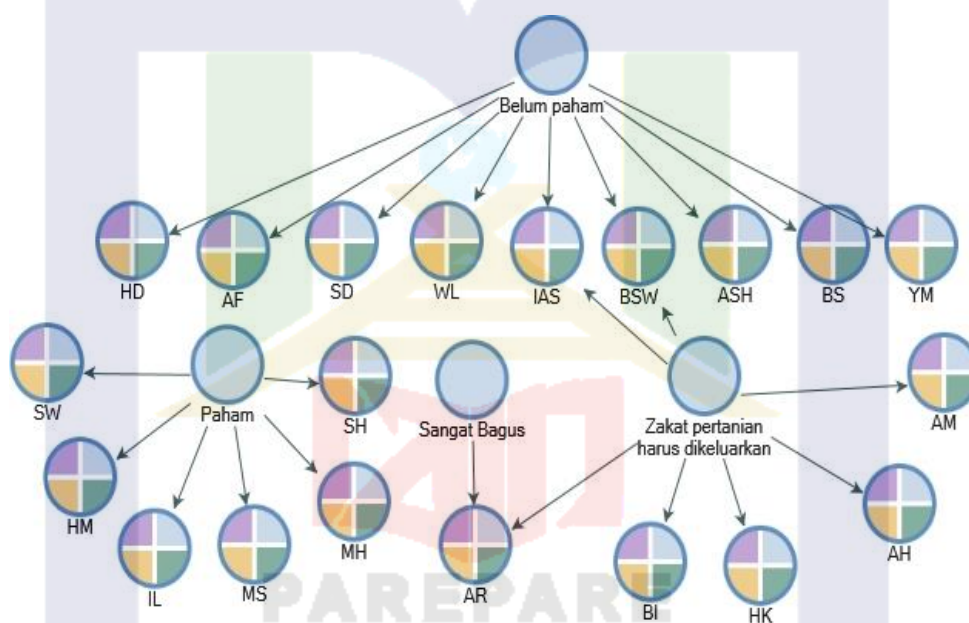 Belum paham
HD
AF
SD
WL
IAS
BSW
ASH
BS
YM
SW
Paham
SH
Sangat Bagus
Zakat pertanian
harus dikeluarkan
AM
HM
IL
MS
MH
AR
BI
HK
AH
PAREPARE